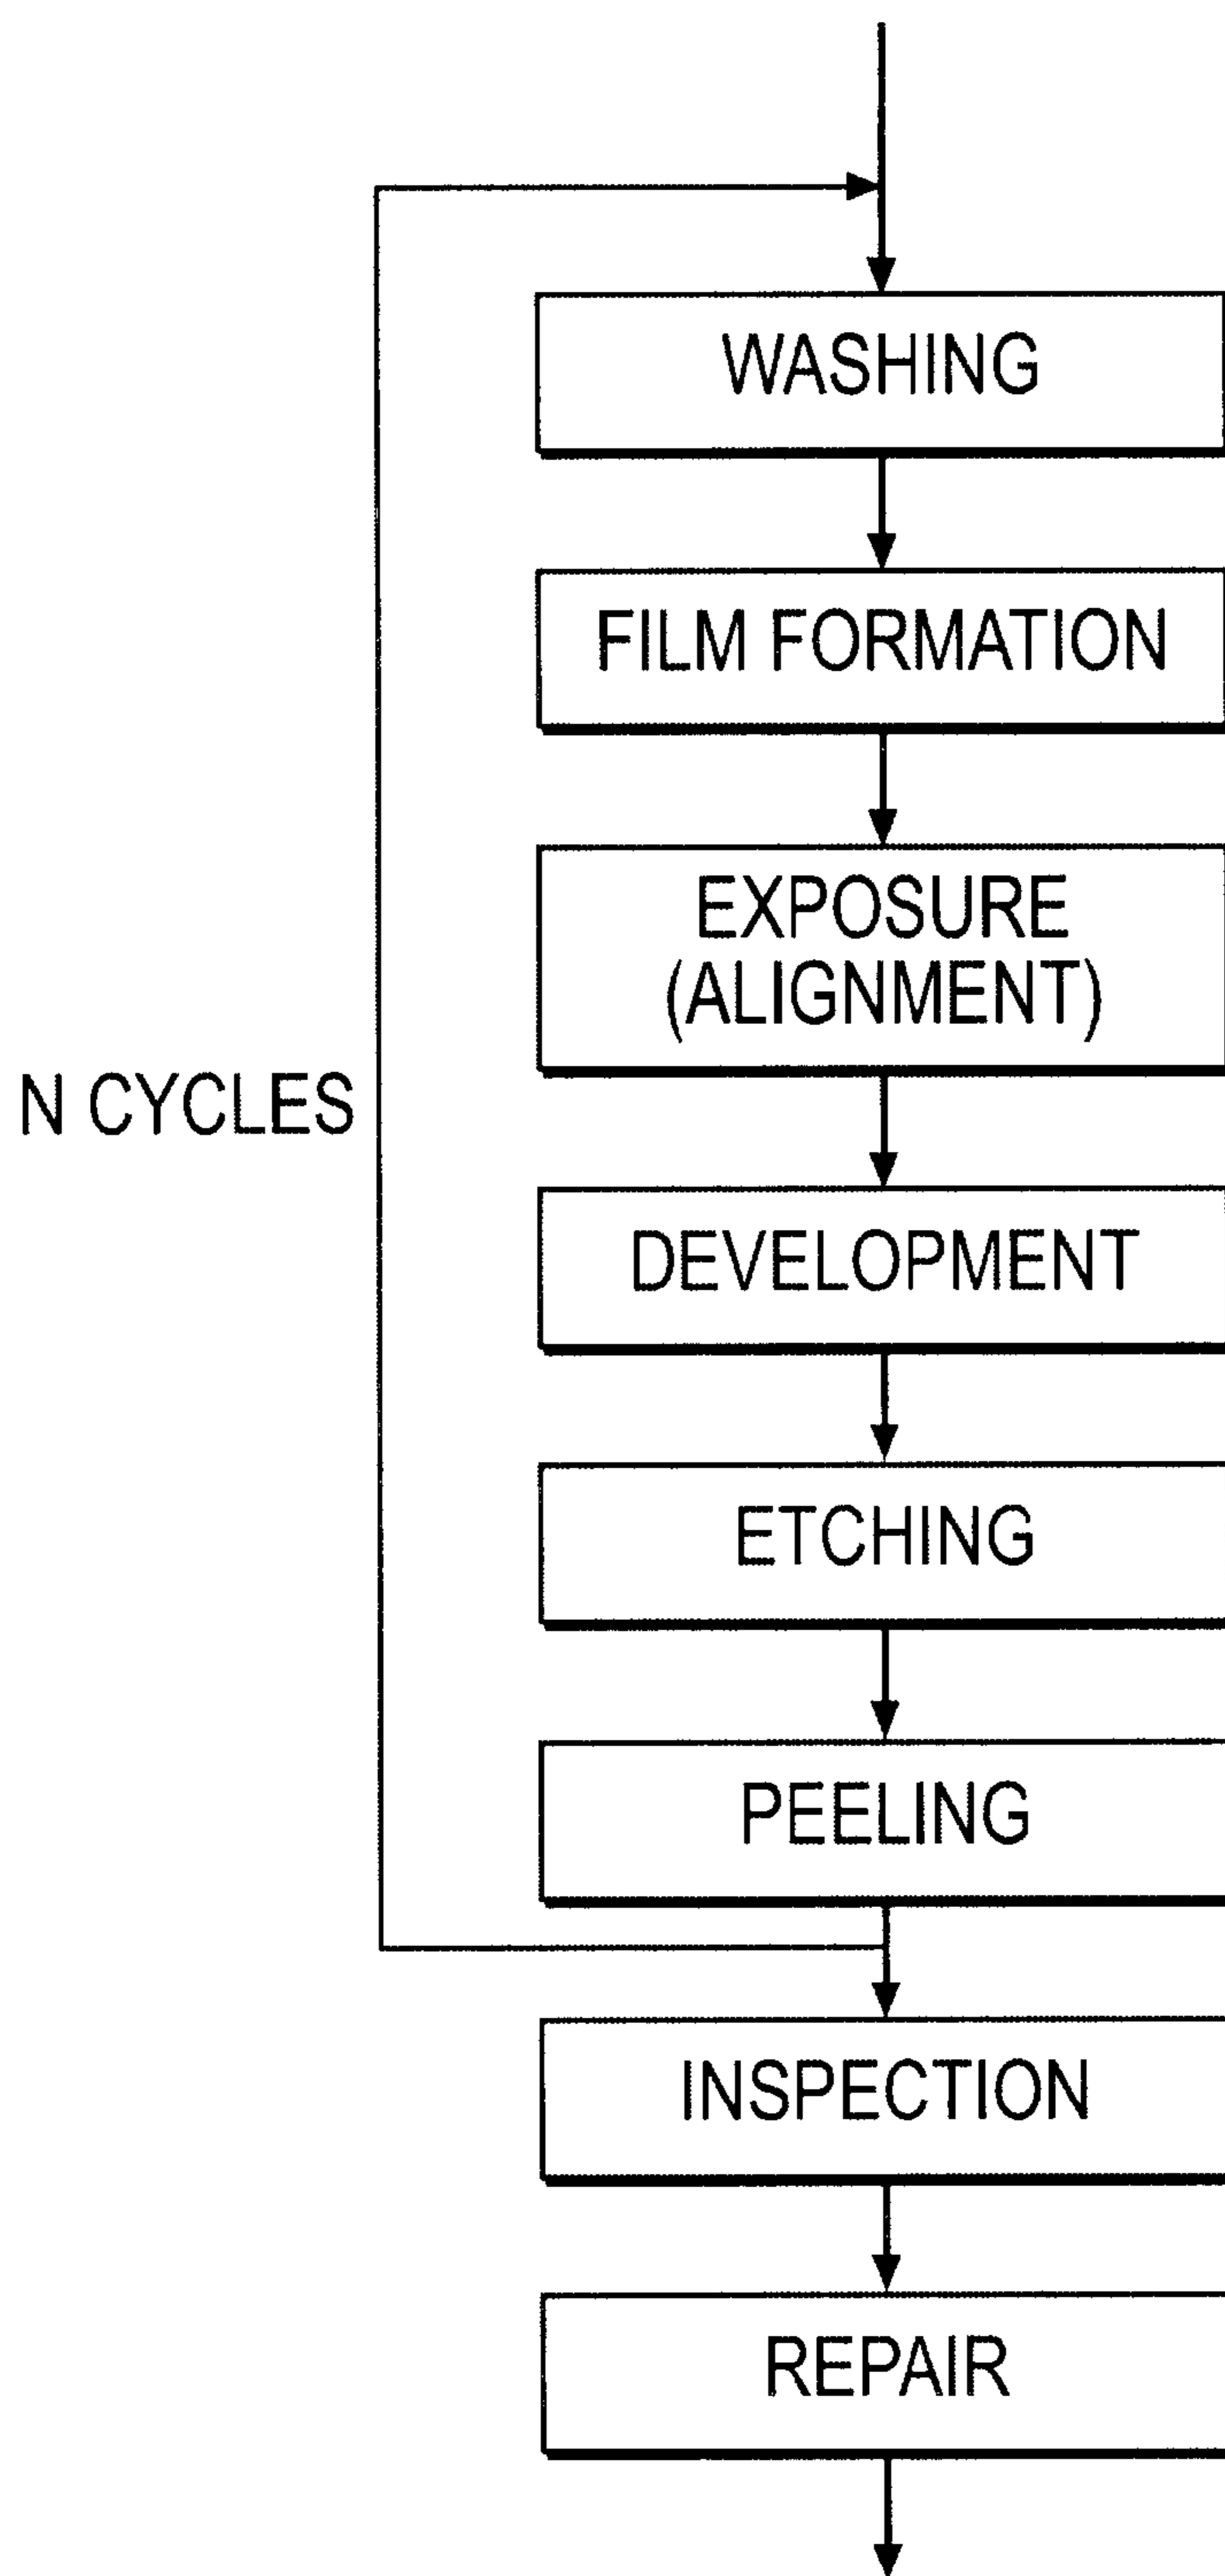 WASHING
FILM FORMATION
EXPOSURE
(ALIGNMENT)
N CYCLES
DEVELOPMENT
ETCHING
PEELING
INSPECTION
REPAIR